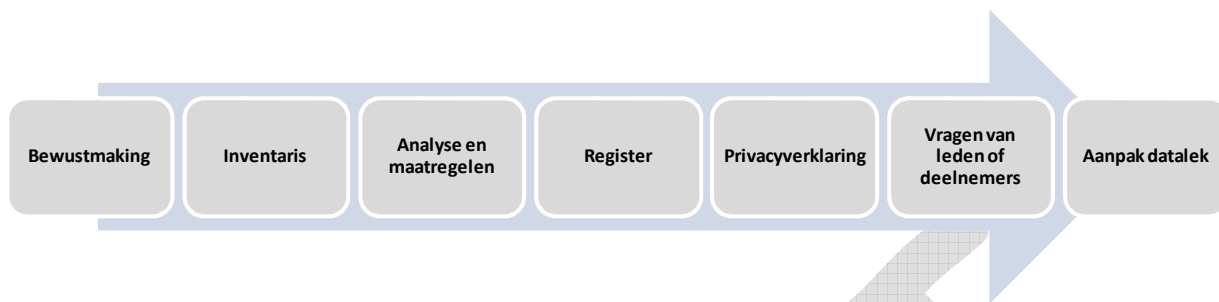 Bewustmaking
Inventaris
Analyse en
maatregelen
Register
Privacyverklaring
Vragen van
leden of
deelnemers
Aanpak datalek